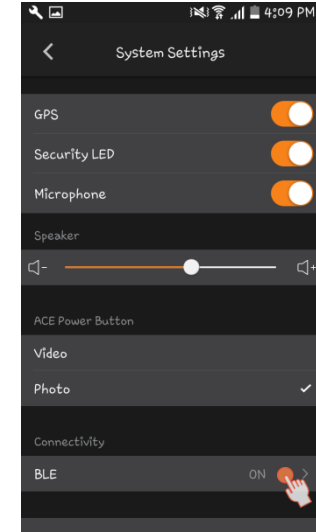 4:09 PM
System Settings
GPS
Security LED
Microphone
Speaker
ACE Power Button
Video
Photo
Connectivity
BLE ON